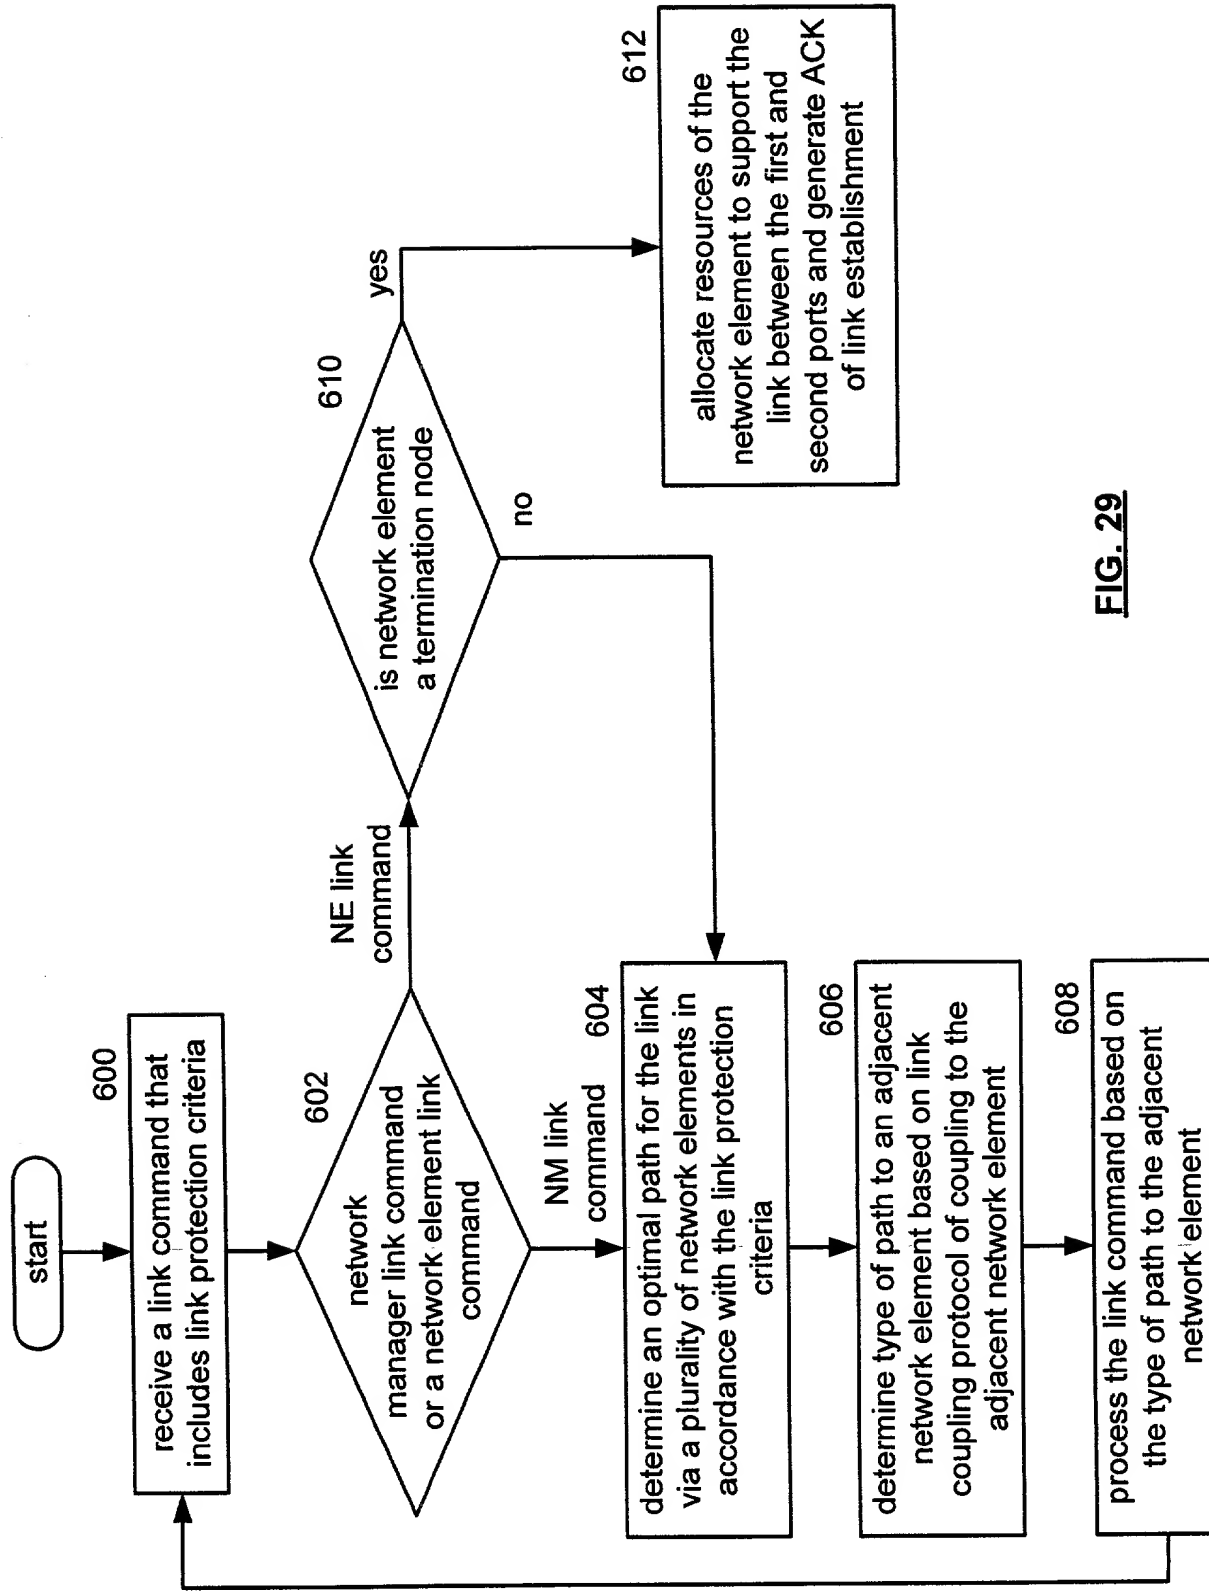 start
600
receive a link command that
includes link protection criteria
602
network
manager link command
or a network element link
command
NE link
command
NM link
command
610
is network element
a termination node
yes
no
612
allocate resources of the
network element to support the
link between the first and
second ports and generate ACK
of link establishment
604
determine an optimal path for the link
via a plurality of network elements in
accordance with the link protection
criteria
606
determine type of path to an adjacent
network element based on link
coupling protocol of coupling to the
adjacent network element
608
process the link command based on
the type of path to the adjacent
network element
FIG. 29